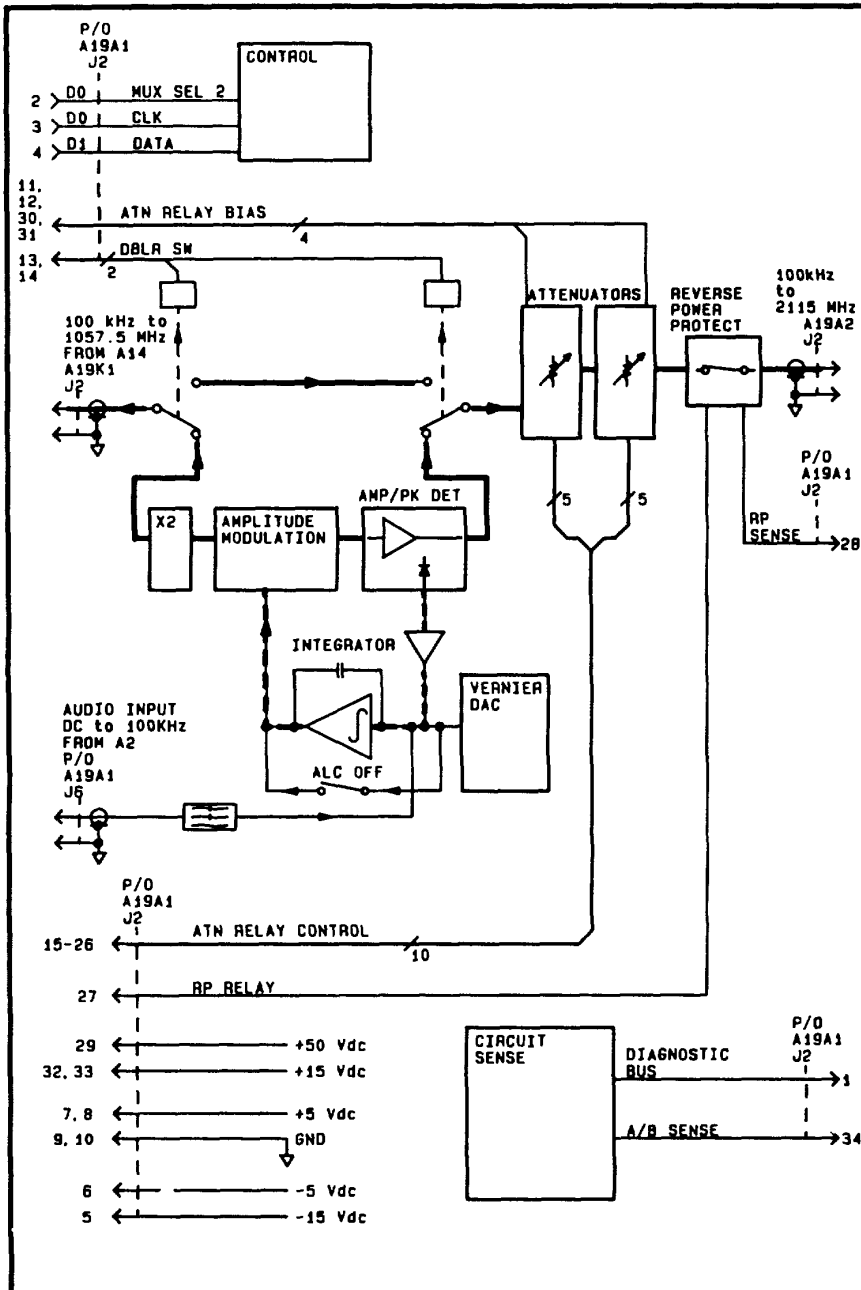 P/O
A19A1
J2
CONTROL
2 D0 MUX SEL 2
3 D0 CLK
4 D1 DATA
11,
12,
30,
31
ATN RELAY BIAS
4
13,
14
DBLR SW
2
ATTENUATORS
REVERSE
POWER
PROTECT
100kHz
to
2115 MHz
A19A2
J2
100 kHz to
1057.5 MHz
FROM A14
A19K1
J2
P/O
A19A1
J2
5
5
RP
SENSE
28
AMP/PK DET
X2
AMPLITUDE
MODULATION
INTEGRATOR
VERNIER
DAC
ALC OFF
AUDIO INPUT
DC to 100KHz
FROM A2
P/O
A19A1
J6
P/O
A19A1
J2
15-26 ATN RELAY CONTROL
10
27 RP RELAY
29 +50 Vdc
32,33 +15 Vdc
7,8 +5 Vdc
9,10 GND
6 -5 Vdc
5 -15 Vdc
CIRCUIT
SENSE
P/O
A19A1
J2
DIAGNOSTIC
BUS
1
A/B SENSE
34